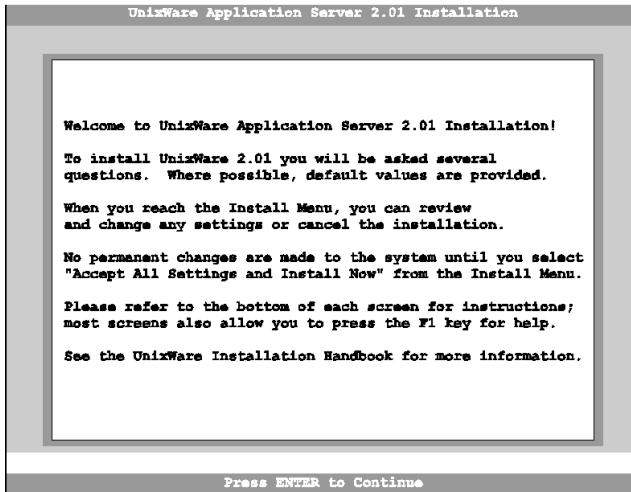 UnixWare Application Server 2.01 Installation
Welcome to UnixWare Application Server 2.01 Installation!
To install UnixWare 2.01 you will be asked several
questions.  Where possible, default values are provided.
When you reach the Install Menu, you can review
and change any settings or cancel the installation.
No permanent changes are made to the system until you select
"Accept All Settings and Install Now" from the Install Menu.
Please refer to the bottom of each screen for instructions;
most screens also allow you to press the F1 key for help.
See the UnixWare Installation Handbook for more information.
Press ENTER to Continue